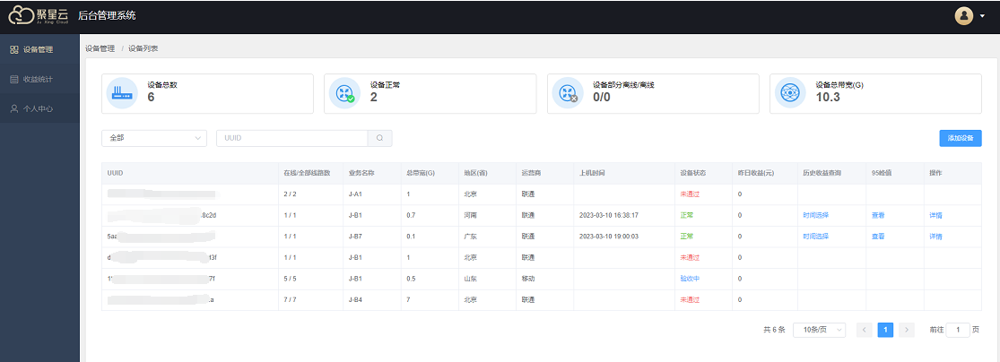 聚星云 后台管理系统
Ju Xing Cloud
设备管理 设备管理 / 设备列表
收益统计
个人中心
设备总数 设备正常 设备部分离线/离线 设备总带宽(G)
6 2 0/0 10.3
全部 UUID 添加设备
UUID 在线/全部线路数 业务名称 总带宽(G) 地区(省) 运营商 上机时间 设备状态 昨日收益(元) 历史收益查询 95峰值 操作
2 / 2 J-A1 1 北京 联通 未通过 0
.8c2d 1 / 1 J-B1 0.7 河南 联通 2023-03-10 16:38:17 正常 0 时间选择 查看 详情
5aa 1 / 1 J-B7 0.1 广东 联通 2023-03-10 19:00:03 正常 0 时间选择 查看 详情
d f3f 1 / 1 J-B1 1 北京 联通 未通过 0
7f 5 / 5 J-B1 0.5 山东 移动 验收中 0
.a 7 / 7 J-B4 7 北京 联通 未通过 0
共 6 条 10条/页 1 前往 1 页